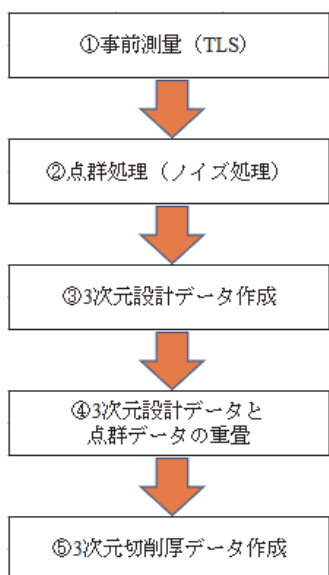 ①事前測量（TLS）
②点群処理（ノイズ処理）
③3次元設計データ作成
④3次元設計データと
点群データの重畳
⑤3次元切削厚データ作成